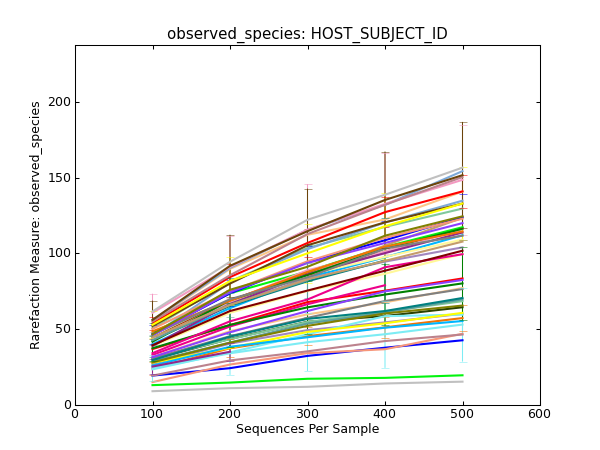 observed_species: HOST_SUBJECT_ID
Rarefaction Measure: observed_species
200
150
100
50
0
0 100 200 300 400 500 600
Sequences Per Sample